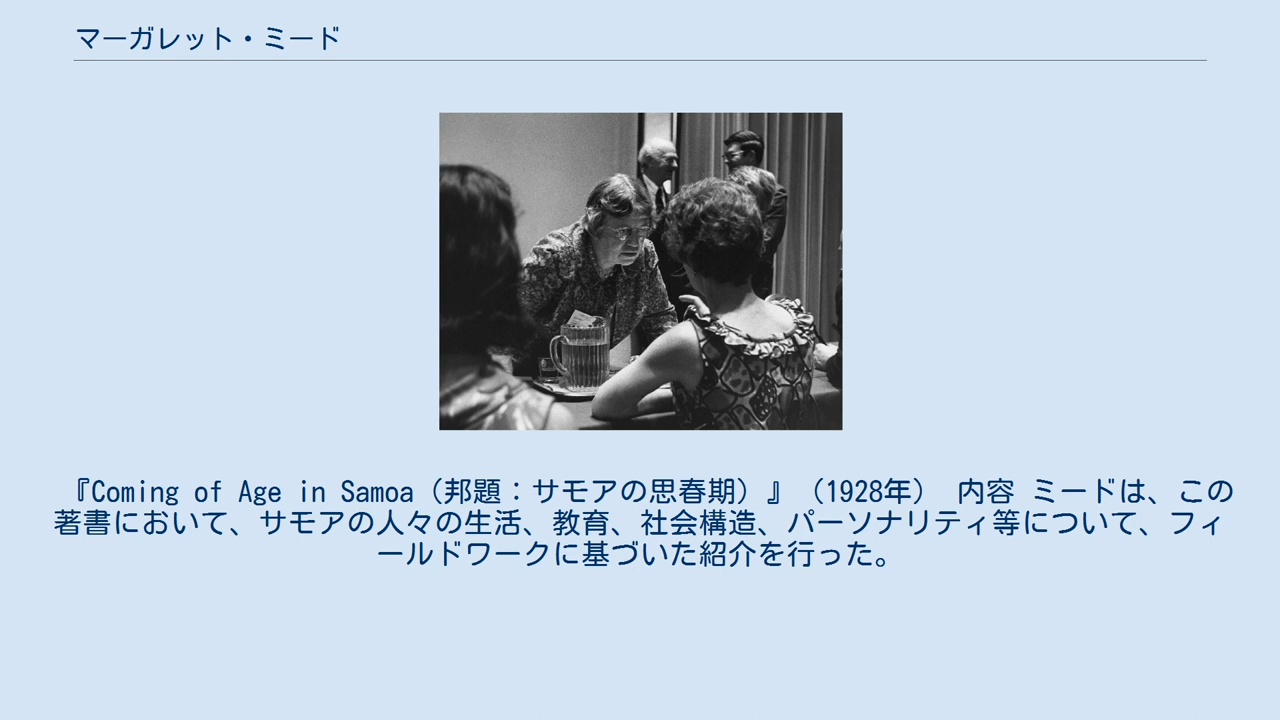 マーガレット・ミード
『Coming of Age in Samoa（邦題：サモアの思春期）』（1928年） 内容 ミードは、この
著書において、サモアの人々の生活、教育、社会構造、パーソナリティ等について、フィ
ールドワークに基づいた紹介を行った。